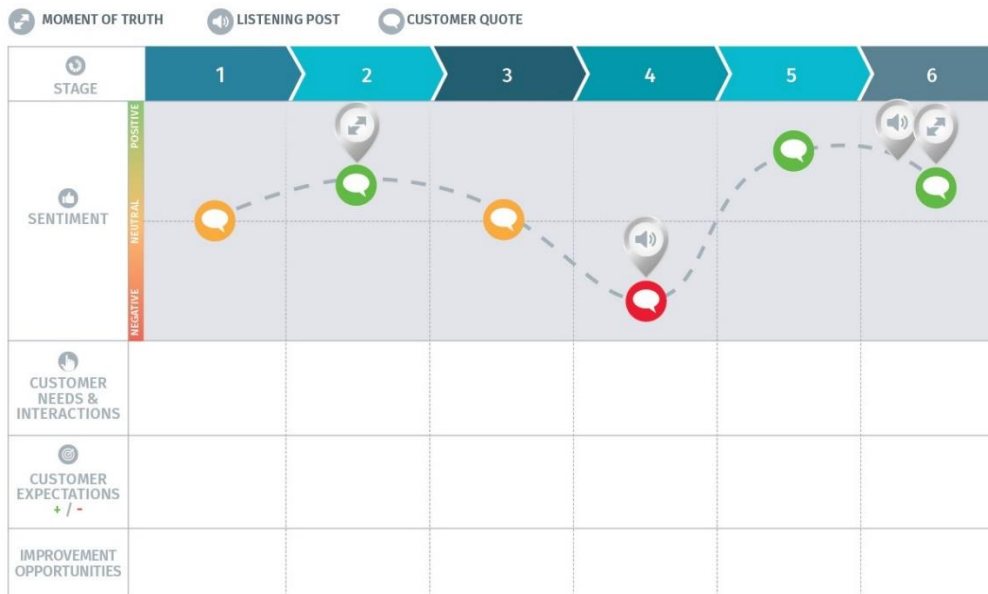 MOMENT OF TRUTH
LISTENING POST
CUSTOMER QUOTE
STAGE
1
2
3
4
5
6
SENTIMENT
POSITIVE
NEUTRAL
NEGATIVE
CUSTOMER
NEEDS &
INTERACTIONS
CUSTOMER
EXPECTATIONS
+ / -
IMPROVEMENT
OPPORTUNITIES